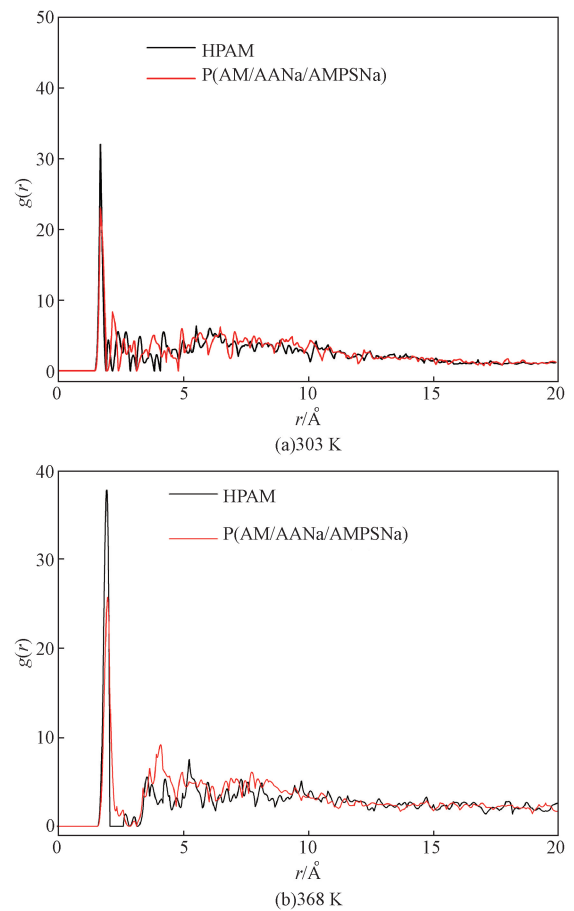 50
40
30
20
10
0
g(r)
HPAM
P(AM/AANa/AMPSNa)
0 5 10 15 20
r/Å
(a)303 K
40
30
20
10
0
g(r)
HPAM
P(AM/AANa/AMPSNa)
0 5 10 15 20
r/Å
(b)368 K